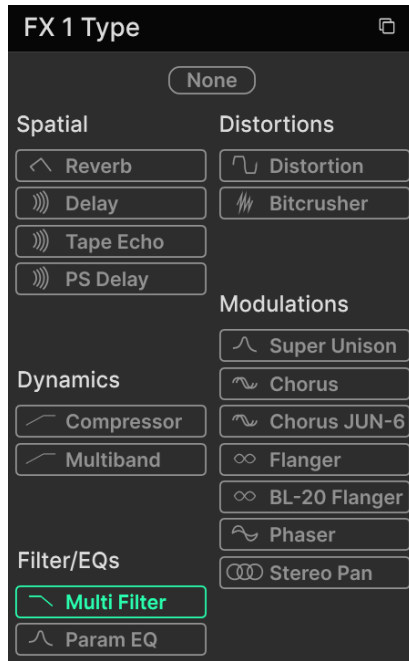 FX 1 Type
None
Spatial
Reverb
Delay
Tape Echo
PS Delay
Dynamics
Compressor
Multiband
Filter/EQs
Multi Filter
Param EQ
Distortions
Distortion
Bitcrusher
Modulations
Super Unison
Chorus
Chorus JUN-6
Flanger
BL-20 Flanger
Phaser
Stereo Pan